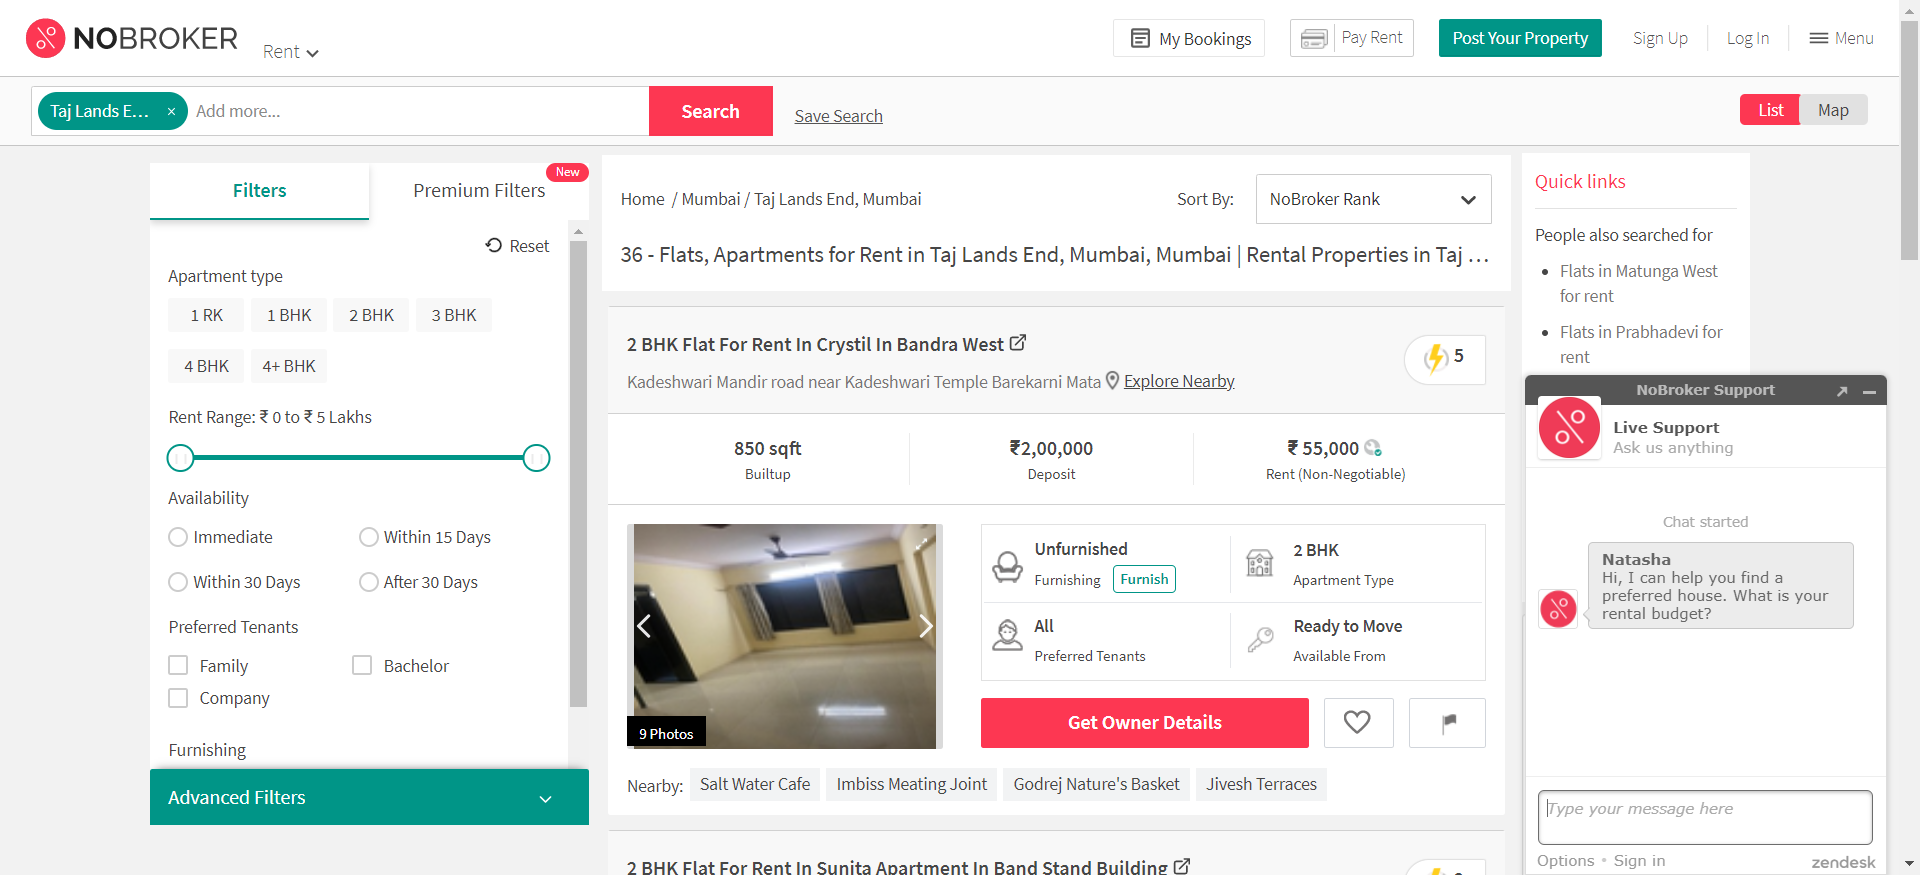 NOBROKER
Rent
My Bookings
Pay Rent
Post Your Property
Sign Up
Log In
Menu
Taj Lands E... ×
Add more...
Search
Save Search
List
Map
Filters
Premium Filters
New
Reset
Apartment type
1 RK
1 BHK
2 BHK
3 BHK
4 BHK
4+ BHK
Rent Range: ₹ 0 to ₹ 5 Lakhs
Availability
Immediate
Within 15 Days
Within 30 Days
After 30 Days
Preferred Tenants
Family
Bachelor
Company
Furnishing
Advanced Filters
Home / Mumbai / Taj Lands End, Mumbai
Sort By:
NoBroker Rank
36 - Flats, Apartments for Rent in Taj Lands End, Mumbai, Mumbai | Rental Properties in Taj ...
2 BHK Flat For Rent In Crystil In Bandra West
Kadeshwari Mandir road near Kadeshwari Temple Barekarni Mata
Explore Nearby
5
850 sqft
Builtup
₹2,00,000
Deposit
₹ 55,000
Rent (Non-Negotiable)
9 Photos
Unfurnished
Furnishing
Furnish
2 BHK
Apartment Type
All
Preferred Tenants
Ready to Move
Available From
Get Owner Details
Nearby:
Salt Water Cafe
Imbiss Meating Joint
Godrej Nature's Basket
Jivesh Terraces
2 BHK Flat For Rent In Sunita Apartment In Band Stand Building
Quick links
People also searched for
Flats in Matunga West
for rent
Flats in Prabhadevi for
rent
NoBroker Support
Live Support
Ask us anything
Chat started
Natasha
Hi, I can help you find a
preferred house. What is your
rental budget?
Type your message here
Options • Sign in
zendesk